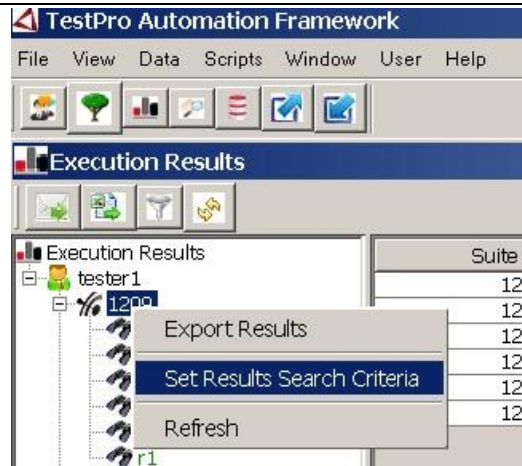 TestPro Automation Framework
File View Data Scripts Window User Help
Execution Results
Execution Results
Suite
tester1
12
1209
12
Export Results
12
Set Results Search Criteria
12
12
Refresh
12
r1